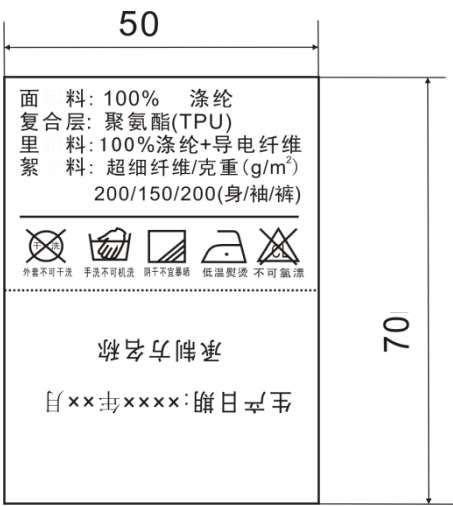 50
面 料: 100% 涤纶
复合层: 聚氨酯(TPU)
里 料: 100%涤纶+导电纤维
絮 料: 超细纤维/克重(g/m²)
200/150/200(身/袖/裤)
干洗 CL
外套不可干洗 手洗不可机洗 阴干不宜暴晒 低温熨烫 不可氯漂
70
承制方名称
生产日期:××××年××月